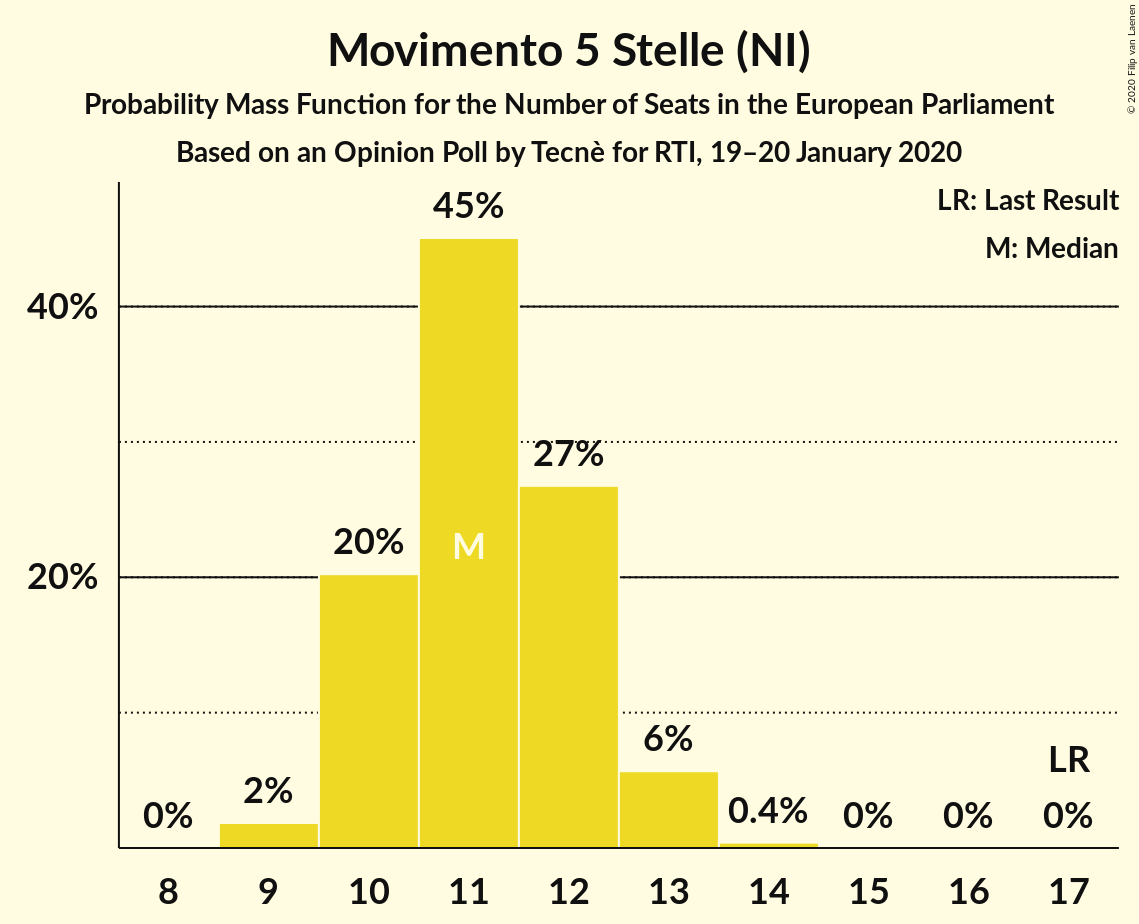 Movimento 5 Stelle (NI)
Probability Mass Function for the Number of Seats in the European Parliament
Based on an Opinion Poll by Tecnè for RTI, 19–20 January 2020
© 2020 Filip van Laenen
LR: Last Result
M: Median
40%
20%
0%
2%
20%
45%
M
27%
6%
0.4%
0%
0%
LR
0%
8 9 10 11 12 13 14 15 16 17